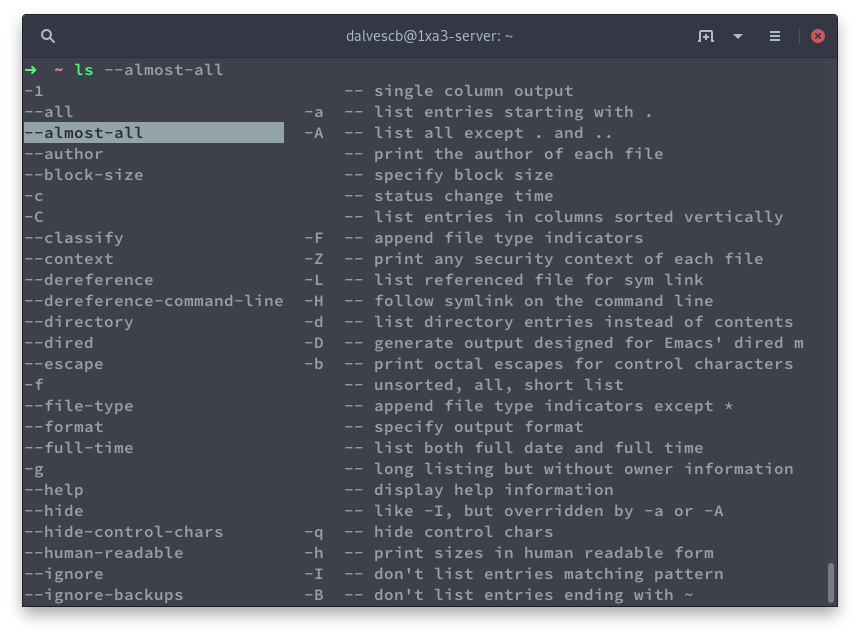 dalvescb@1xa3-server: ~
➜ ~ ls --almost-all
-1 -- single column output
--all -a -- list entries starting with .
--almost-all -A -- list all except . and ..
--author -- print the author of each file
--block-size -- specify block size
-c -- status change time
-C -- list entries in columns sorted vertically
--classify -F -- append file type indicators
--context -Z -- print any security context of each file
--dereference -L -- list referenced file for sym link
--dereference-command-line -H -- follow symlink on the command line
--directory -d -- list directory entries instead of contents
--dired -D -- generate output designed for Emacs' dired m
--escape -b -- print octal escapes for control characters
-f -- unsorted, all, short list
--file-type -- append file type indicators except *
--format -- specify output format
--full-time -- list both full date and full time
-g -- long listing but without owner information
--help -- display help information
--hide -- like -I, but overridden by -a or -A
--hide-control-chars -q -- hide control chars
--human-readable -h -- print sizes in human readable form
--ignore -I -- don't list entries matching pattern
--ignore-backups -B -- don't list entries ending with ~